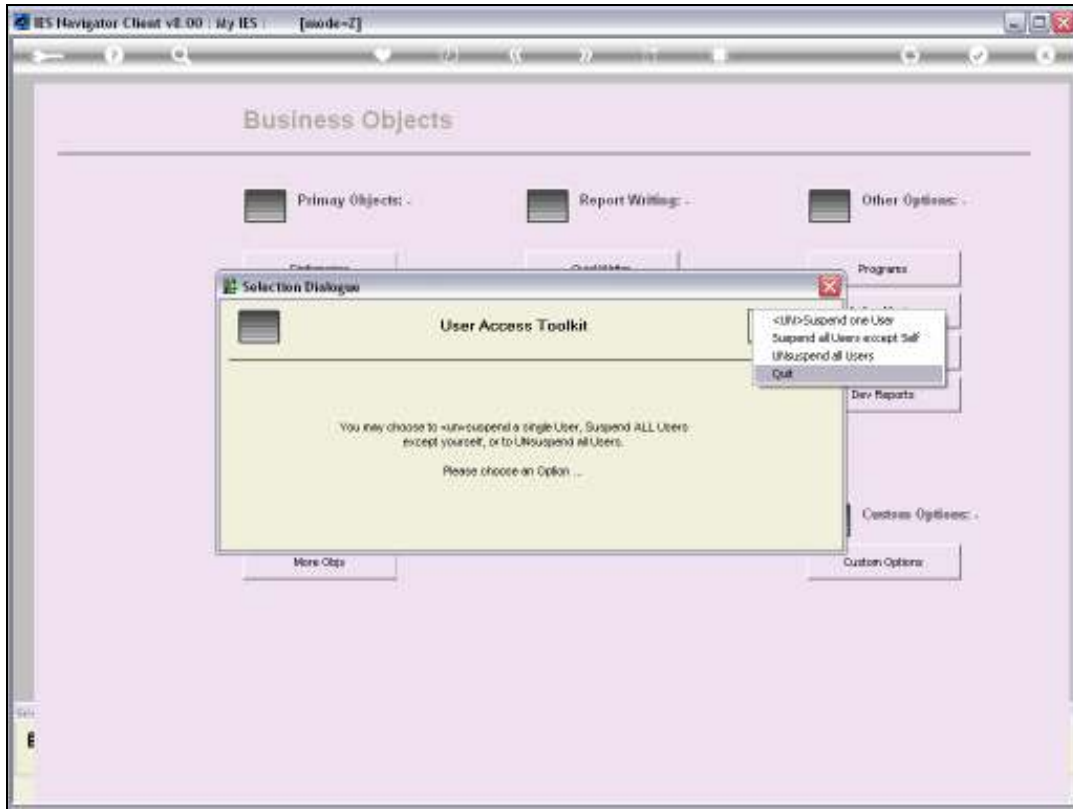 IES Navigator Client v8.00 : My IES : [mode=Z]
Business Objects
Primay Objects: .
Report Writing: .
Other Options: .
Programs
Selection Dialogue
User Access Toolkit
<UN>Suspend one User
Suspend all Users except Self
UNsuspend all Users
Quit
Dev Reports
You may choose to <un>suspend a single User, Suspend ALL Users
except yourself, or to UNsuspend all Users.
Please choose an Option ...
Custom Options: .
More Objs
Custom Options